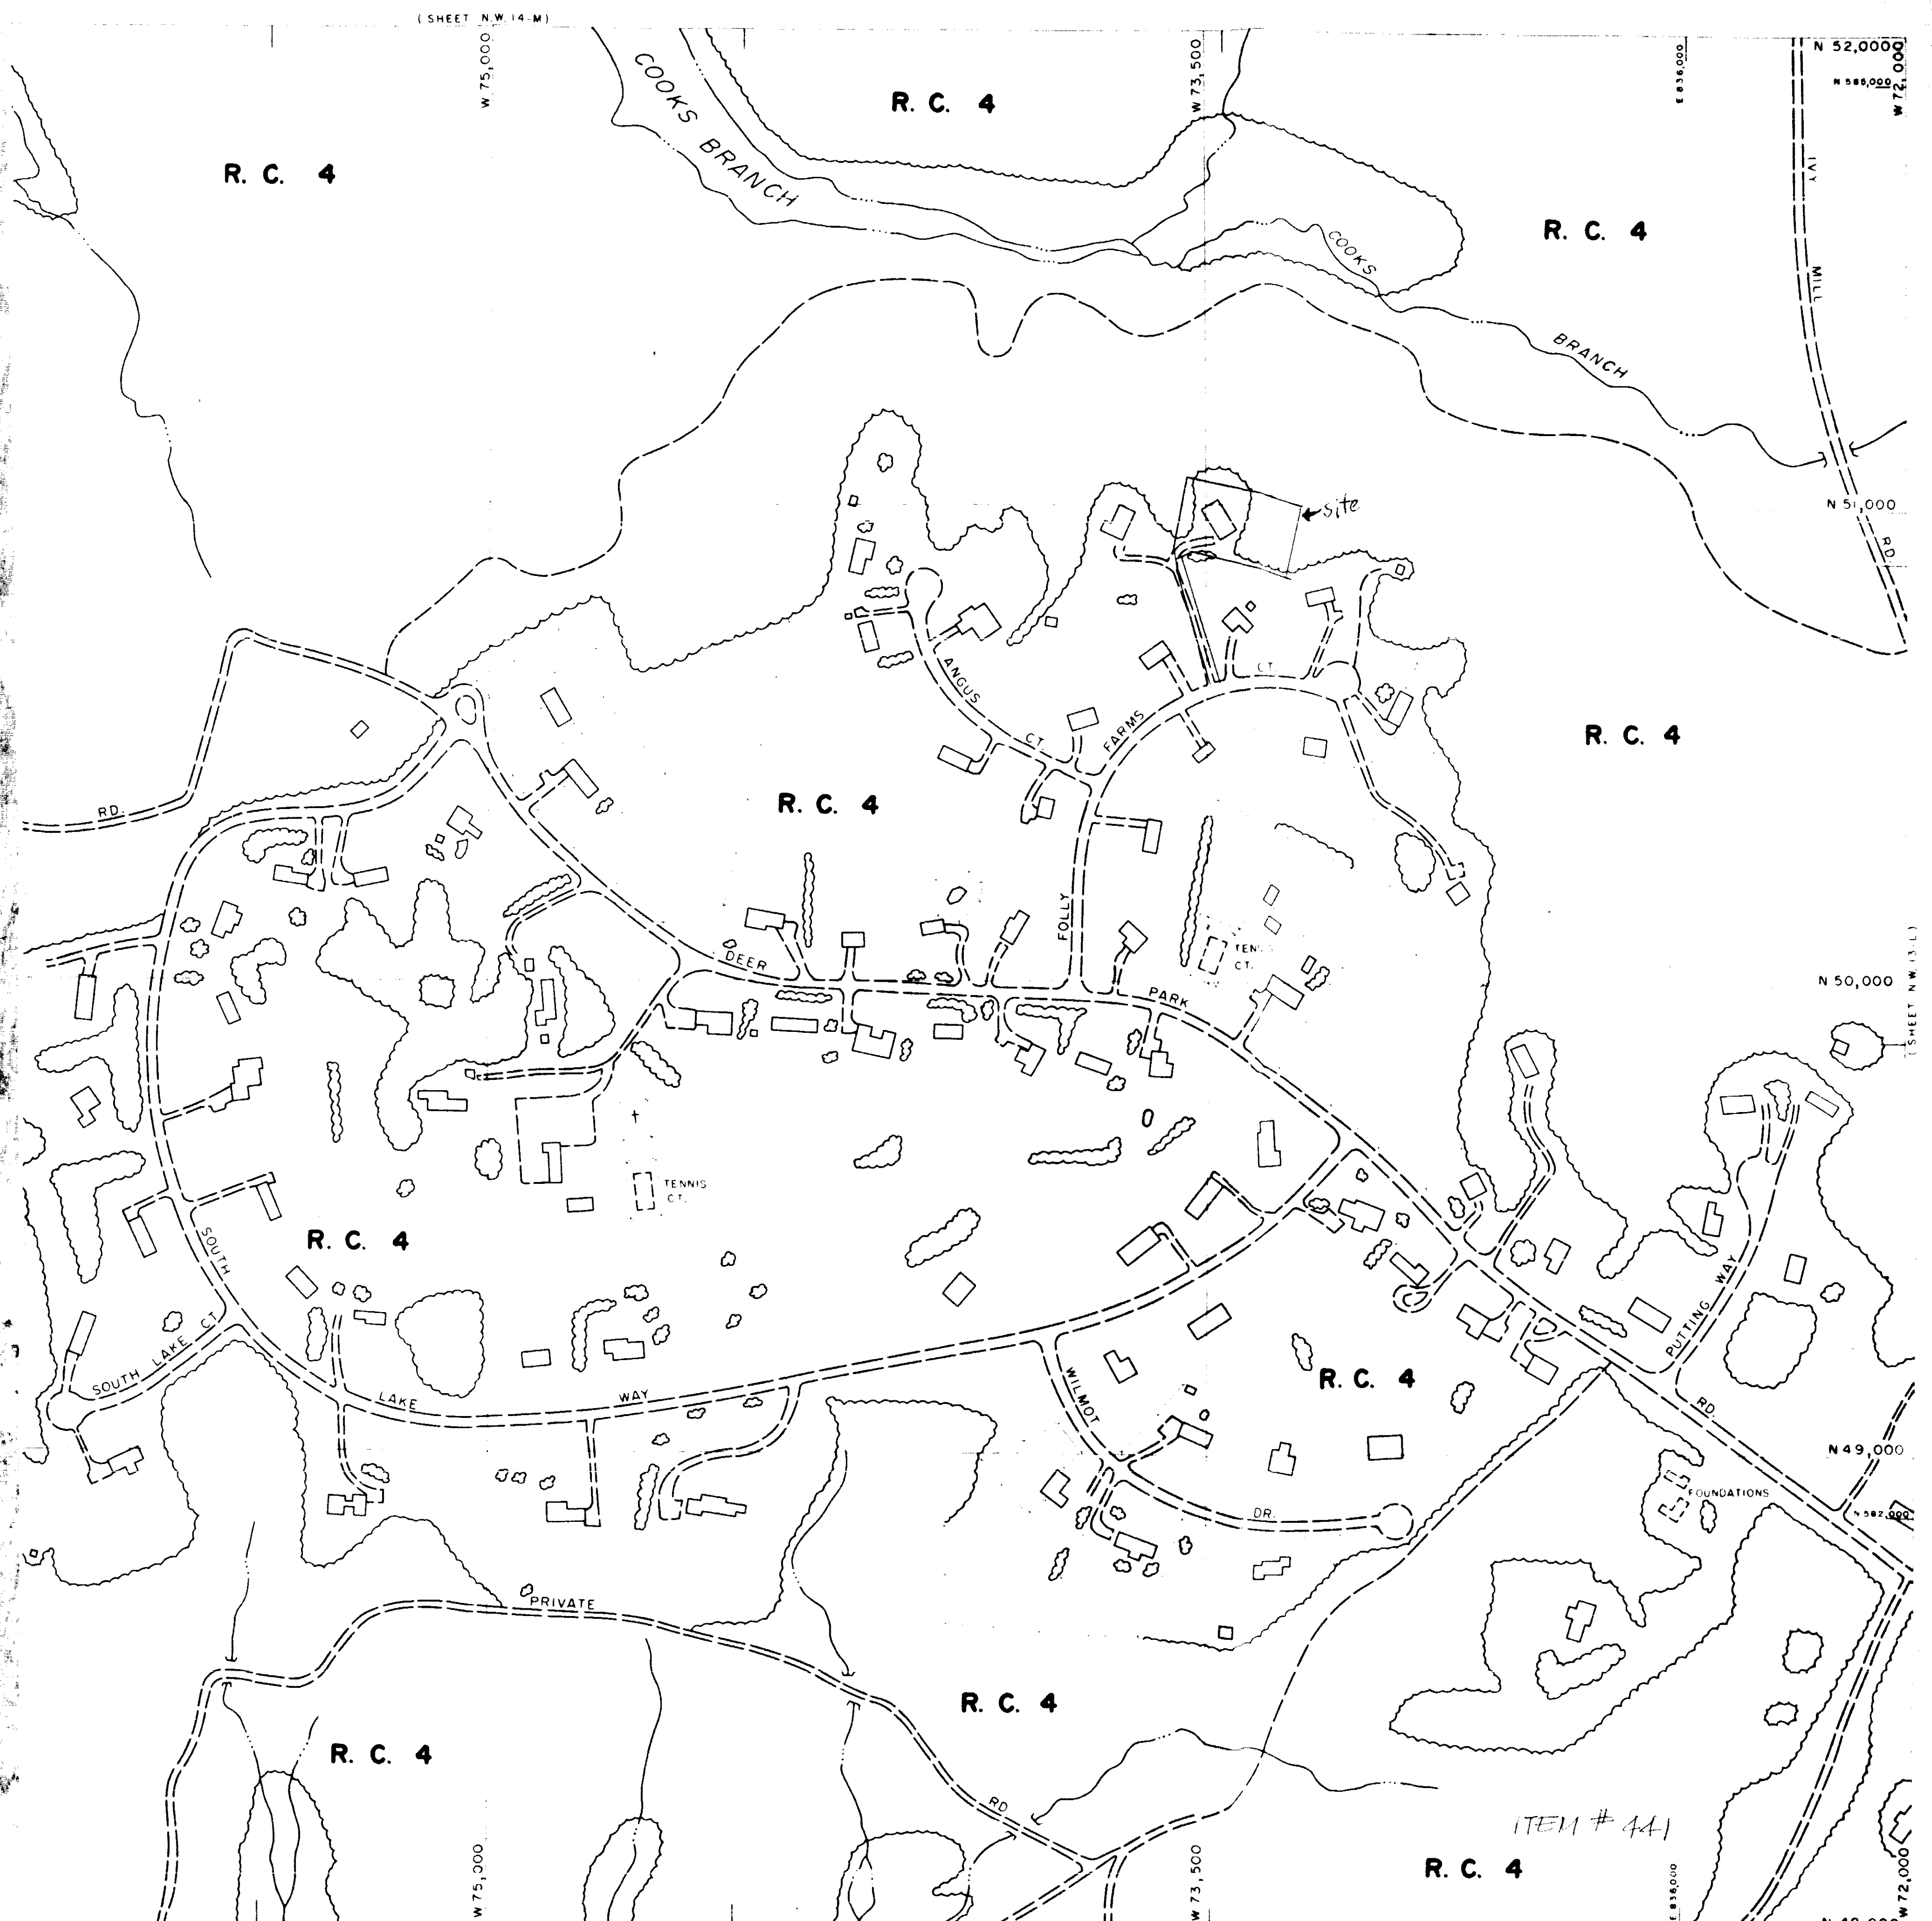 ( SHEET N.W. 14-M )
W 75,000
W 73,500
E 836,000
N 52,000
N 585,000
W 72,000
COOKS BRANCH
R. C. 4
R. C. 4
IVY MILL RD.
R. C. 4
COOKS BRANCH
site
N 51,000
ANGUS CT.
CT.
FARMS
R. C. 4
R. C. 4
RD.
FOLLY
DEER
TEN
CT.
PARK
N 50,000
( SHEET N.W. 13-L )
TENNIS
CT.
R. C. 4
SOUTH
SOUTH LAKE CT.
LAKE
WAY
WILMOT
R. C. 4
PUTTING WAY
RD.
N 49,000
FOUNDATIONS
N 582,000
DR.
PRIVATE
R. C. 4
R. C. 4
RD
ITEM # 441
R. C. 4
W 75,000
W 73,500
E 836,000
W 72,000